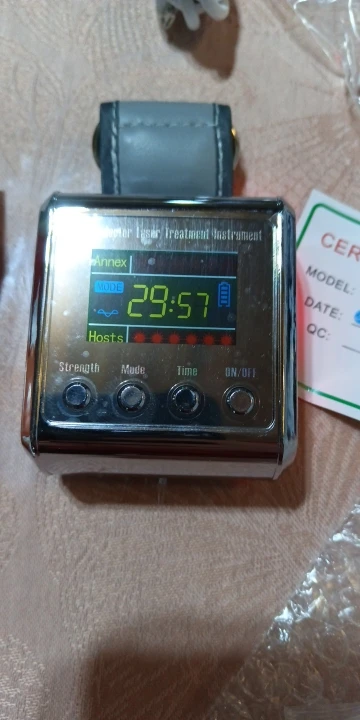 Laser Treatment Instrument
Annex
MODE
29:57
Hosts
Strength Mode Time ON/OFF
CER
MODEL:
DATE:
QC: